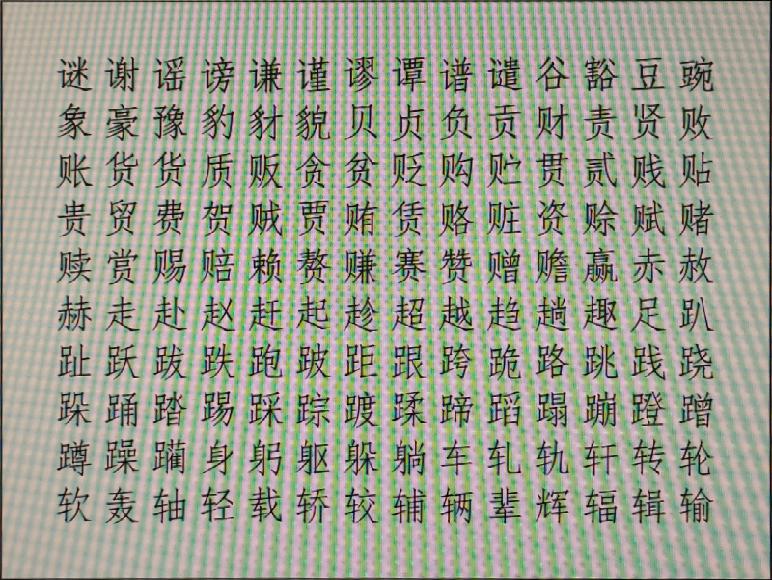 谜谢谣谤谦谨谬谭谱谴谷豁豆豌
象豪豫豹豺貌贝贞负贡财责贤败
账货货质贩贪贫贬购贮贯贰贱贴
贵贸费贺贼贾贿赁赂赃资赊赋赌
赎赏赐赔赖赘赚赛赞赠赡赢赤赦
赫走赴赵赶起趁超越趋趟趣足趴
趾跃跋跌跑跛距跟跨跪路跳践跷
跺踊踏踢踩踪踱蹂蹄蹈蹋蹦蹬蹭
蹲躁躏身躬躯躲躺车轧轨轩转轮
软轰轴轻载轿较辅辆辈辉辐辑输